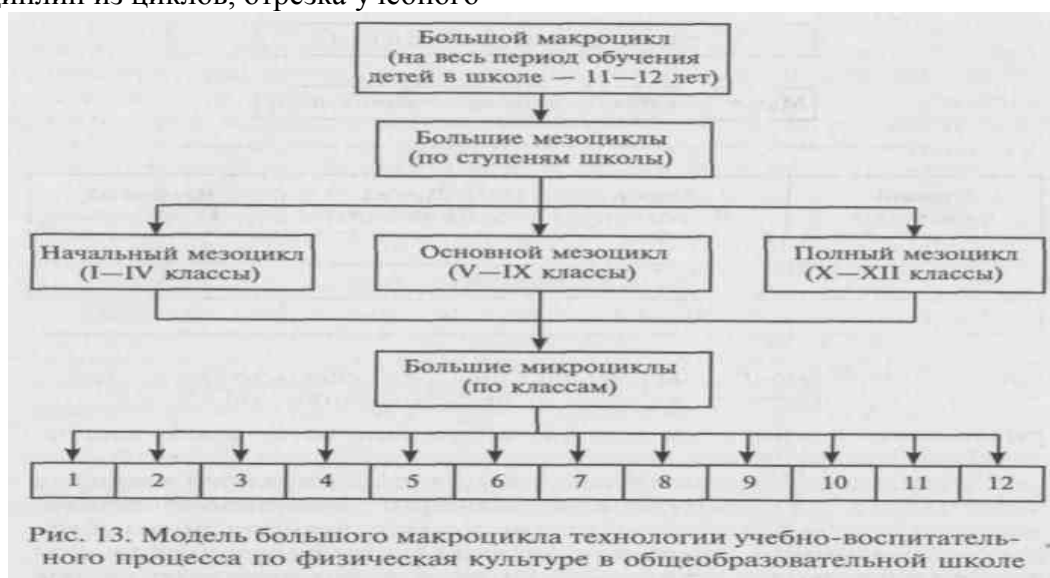 циклов, отрезка учебного
Большой макроцикл
(на весь период обучения
детей в школе — 11—12 лет)
Большие мезоциклы
(по ступеням школы)
Начальный мезоцикл
(I—IV классы)
Основной мезоцикл
(V—IX классы)
Полный мезоцикл
(X—XII классы)
Большие микроциклы
(по классам)
1 2 3 4 5 6 7 8 9 10 11 12
Рис. 13. Модель большого макроцикла технологии учебно-воспитатель-
ного процесса по физическая культуре в общеобразовательной школе